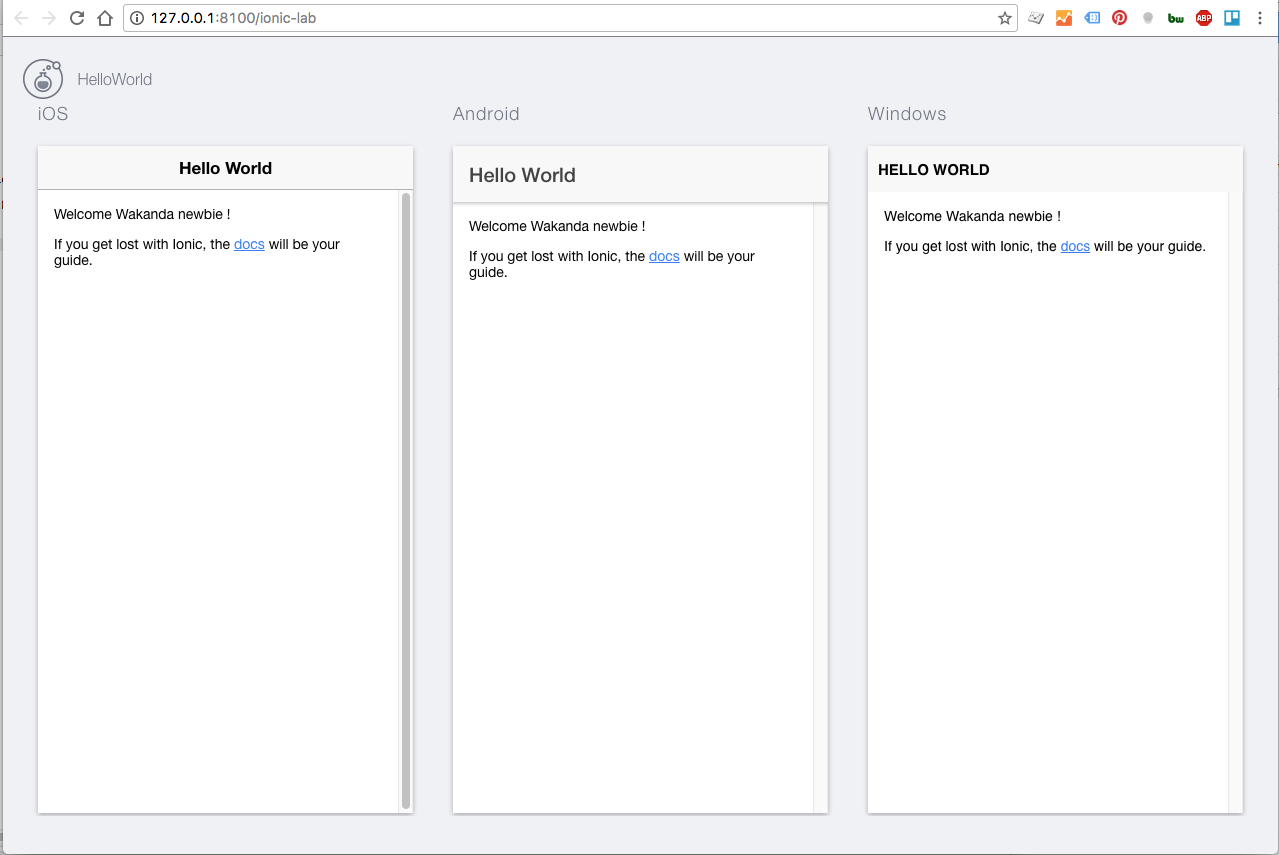 127.0.0.1:8100/ionic-lab
bw
ABP
HelloWorld
iOS
Hello World
Welcome Wakanda newbie !
If you get lost with Ionic, the docs will be your
guide.
Android
Hello World
Welcome Wakanda newbie !
If you get lost with Ionic, the docs will be your
guide.
Windows
HELLO WORLD
Welcome Wakanda newbie !
If you get lost with Ionic, the docs will be your guide.